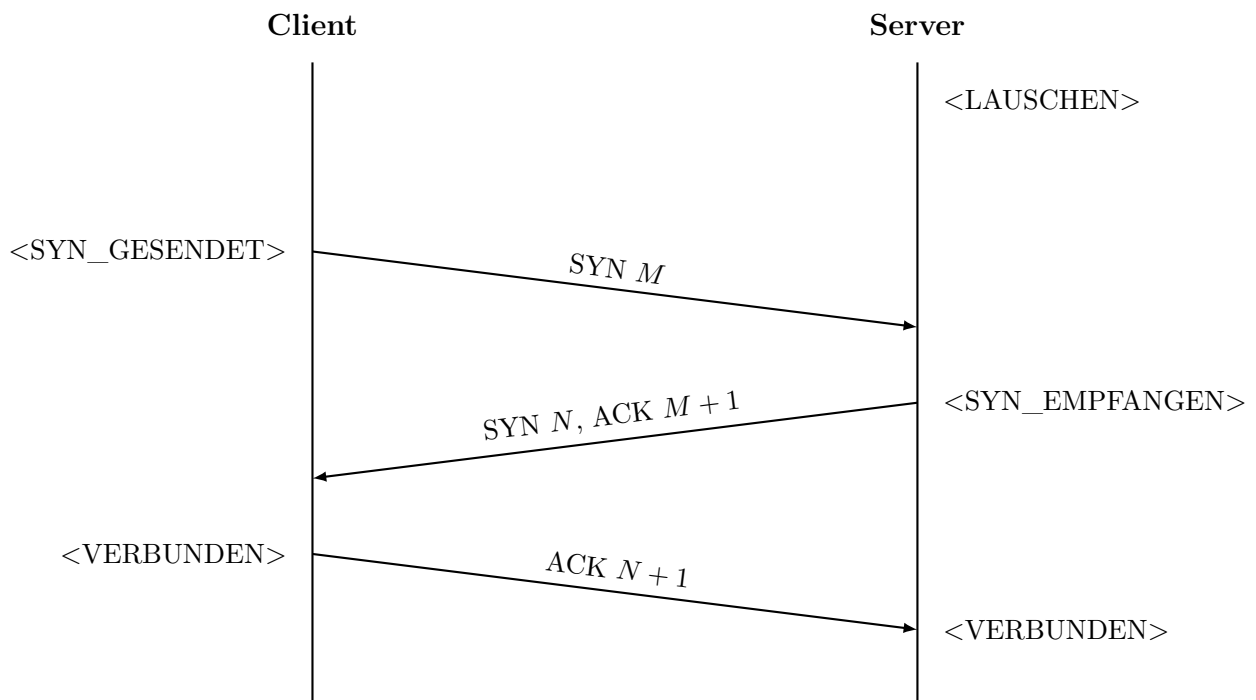 Client Server
<LAUSCHEN>
<SYN_GESENDET>
SYN M
SYN N, ACK M + 1
<SYN_EMPFANGEN>
<VERBUNDEN>
ACK N + 1
<VERBUNDEN>